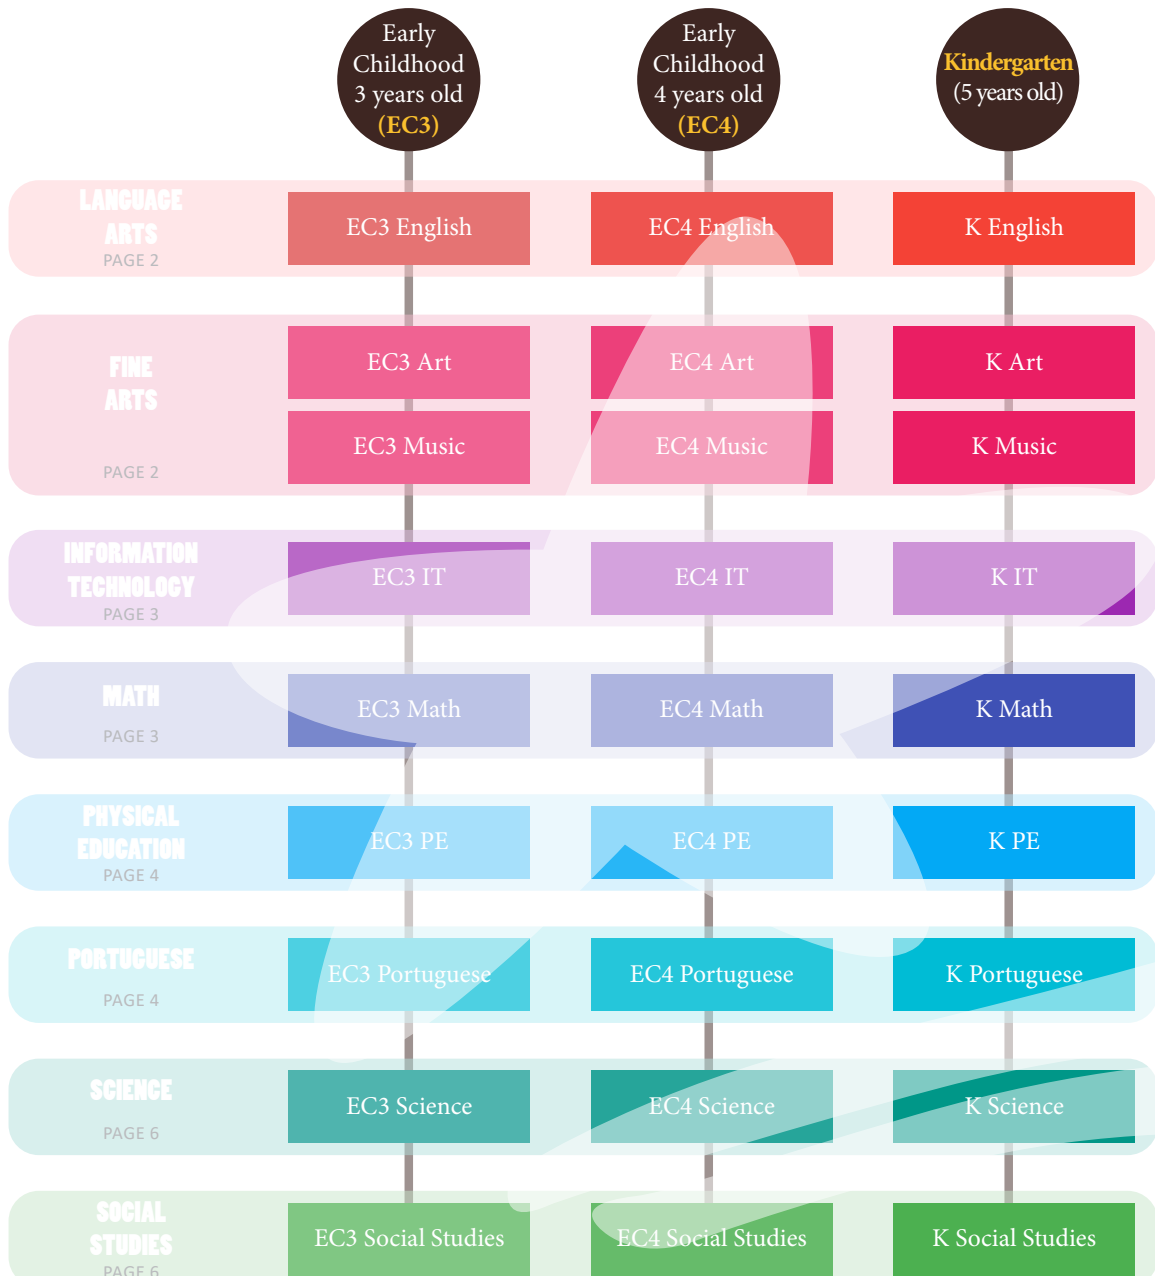 Early
Childhood
3 years old
(EC3)
Early
Childhood
4 years old
(EC4)
Kindergarten
(5 years old)
LANGUAGE
ARTS
PAGE 2
EC3 English
EC4 English
K English
FINE
ARTS
PAGE 2
EC3 Art
EC4 Art
K Art
EC3 Music
EC4 Music
K Music
INFORMATION
TECHNOLOGY
PAGE 3
EC3 IT
EC4 IT
K IT
MATH
PAGE 3
EC3 Math
EC4 Math
K Math
PHYSICAL
EDUCATION
PAGE 4
EC3 PE
EC4 PE
K PE
PORTUGUESE
PAGE 4
EC3 Portuguese
EC4 Portuguese
K Portuguese
SCIENCE
PAGE 6
EC3 Science
EC4 Science
K Science
SOCIAL
STUDIES
PAGE 6
EC3 Social Studies
EC4 Social Studies
K Social Studies